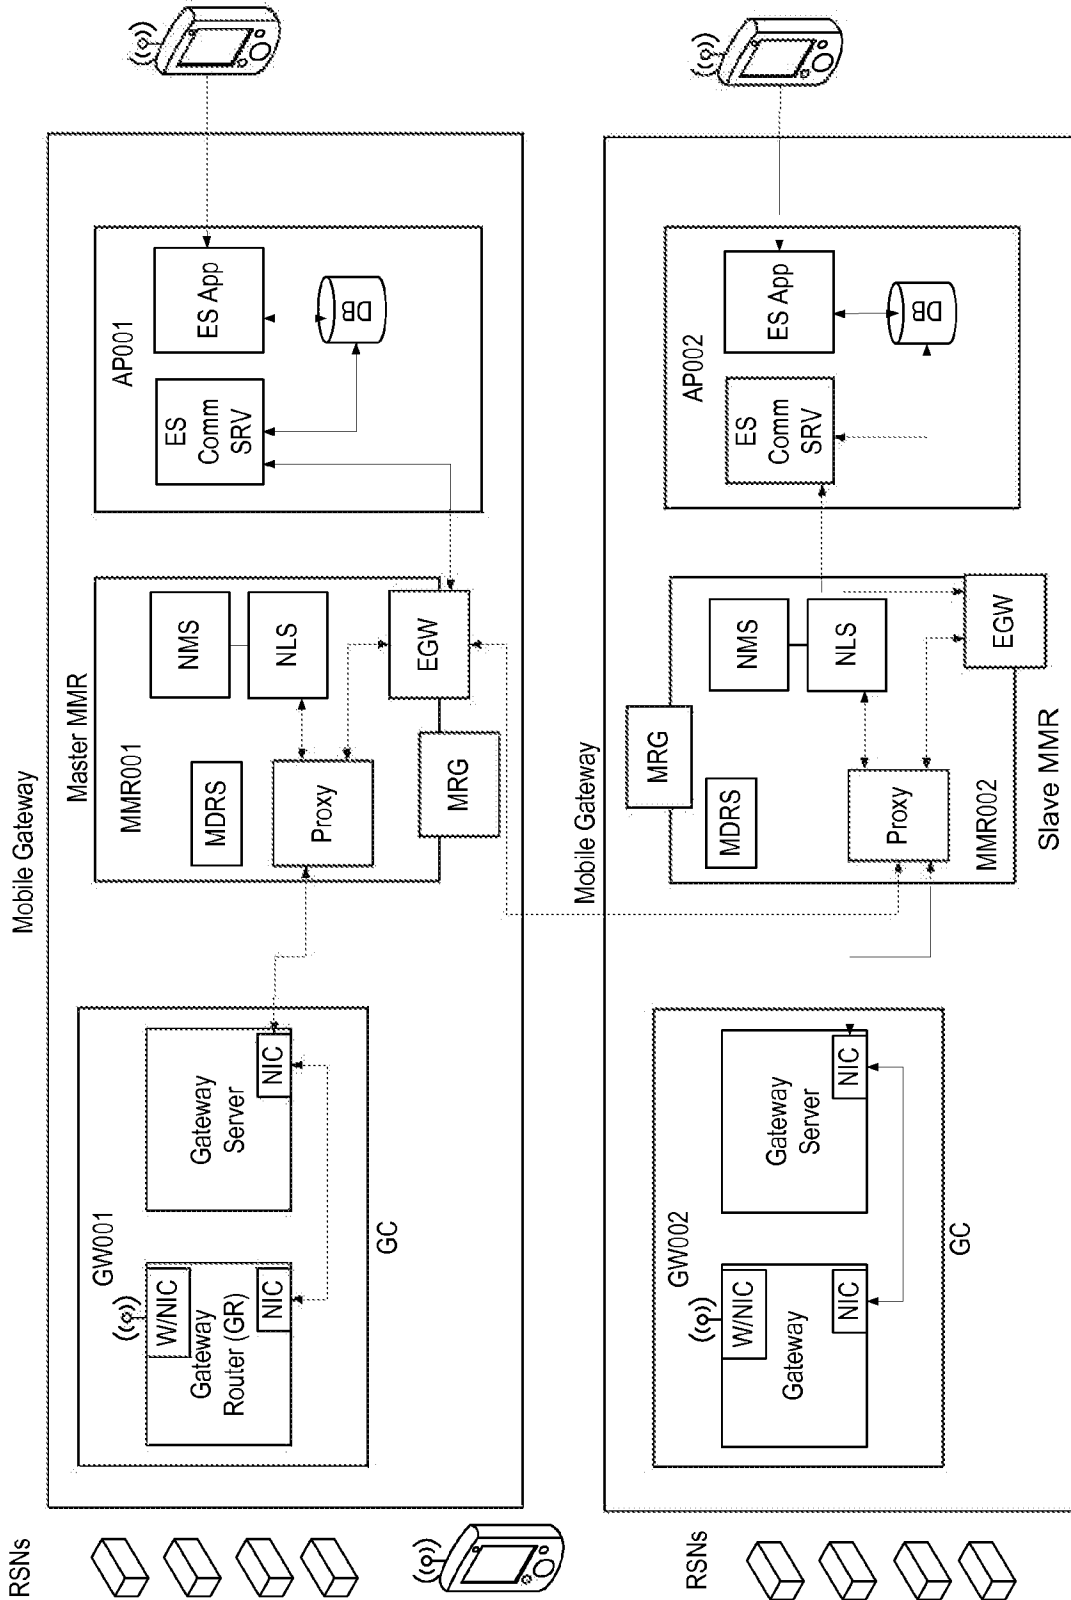 RSNs
Mobile Gateway
GW001
W/NIC
Gateway
Router (GR)
NIC
Gateway
Server
NIC
GC
Master MMR
MMR001
MDRS
Proxy
NMS
NLS
MRG
EGW
AP001
ES
Comm
SRV
ES App
DB
RSNs
Mobile Gateway
GW002
W/NIC
Gateway
NIC
Gateway
Server
NIC
GC
MRG
MDRS
Proxy
NMS
NLS
EGW
MMR002
Slave MMR
AP002
ES
Comm
SRV
ES App
DB